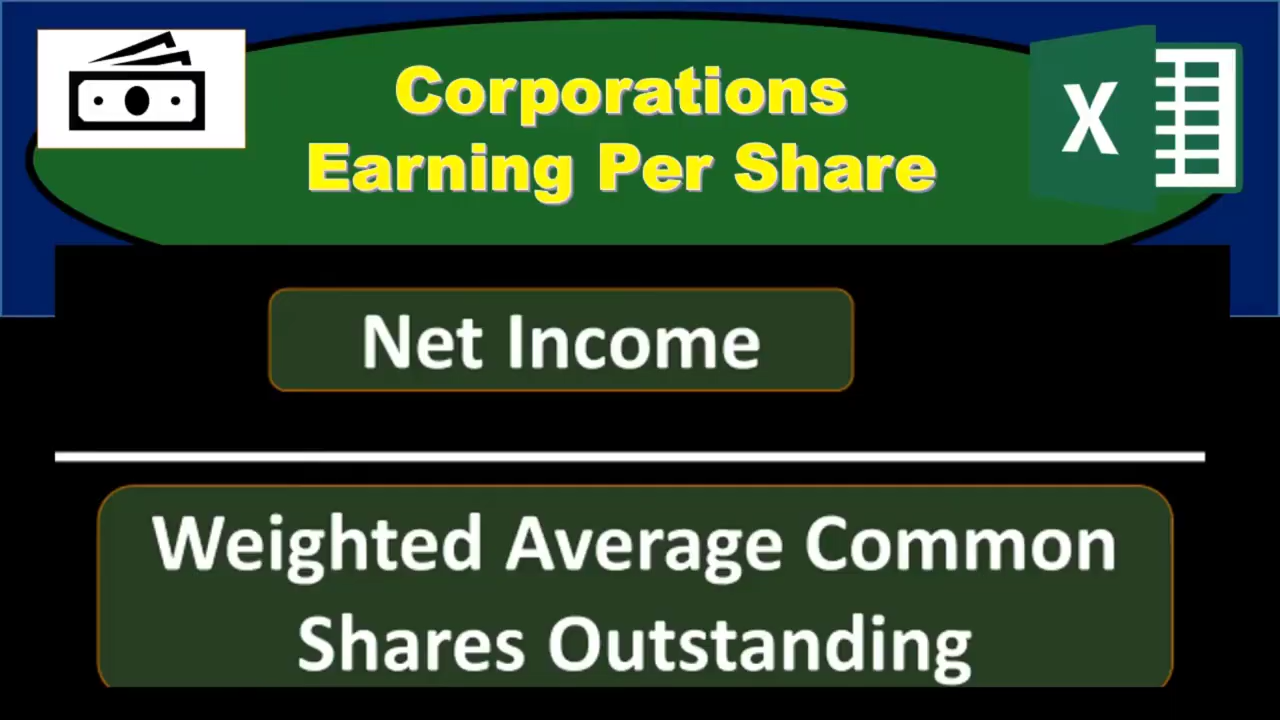 Corporations
Earning Per Share
X
Net Income
Weighted Average Common
Shares Outstanding